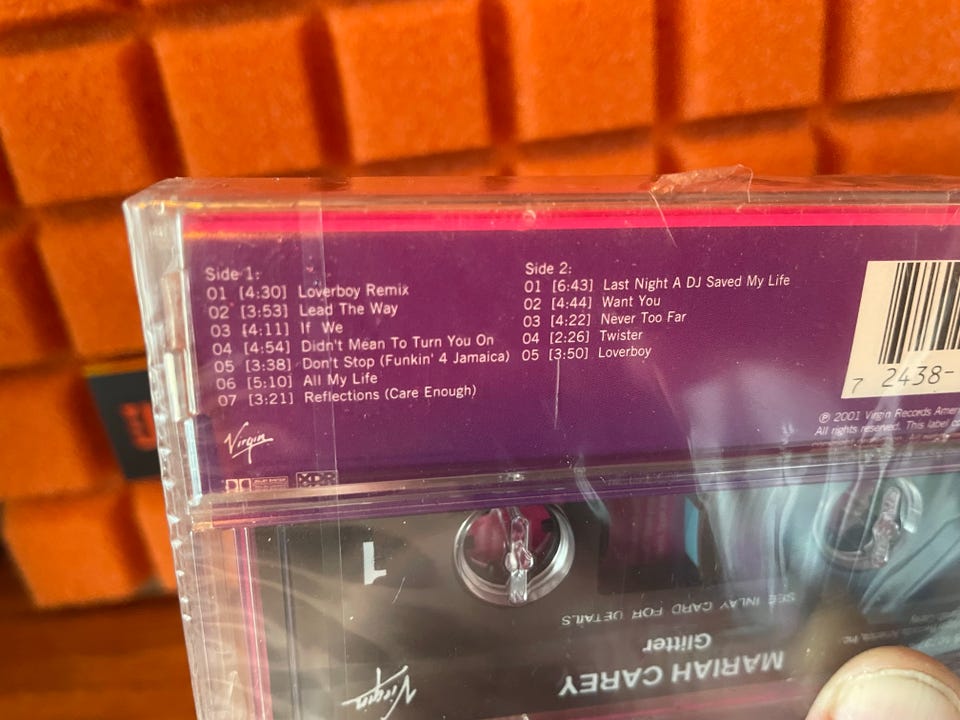 Side 1:
01 [4:30] Loverboy Remix
02 [3:53] Lead The Way
03 [4:11] If We
04 [4:54] Didn't Mean To Turn You On
05 [3:38] Don't Stop (Funkin' 4 Jamaica)
06 [5:10] All My Life
07 [3:21] Reflections (Care Enough)
Side 2:
01 [6:43] Last Night A DJ Saved My Life
02 [4:44] Want You
03 [4:22] Never Too Far
04 [2:26] Twister
05 [3:50] Loverboy
7 2438-
℗ 2001 Virgin Records
All rights reserved. This label
Virgin
XDR
1
SEE INLAY CARD FOR DETAILS
Glitter
MARIAH CAREY
Virgin